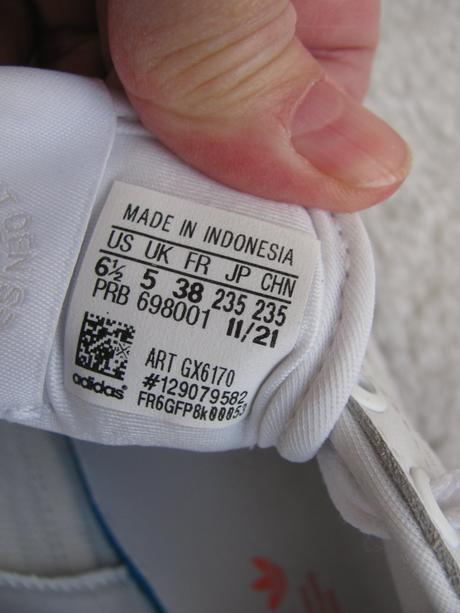 MADE IN INDONESIA
US UK FR JP CHN
6½ 5 38 235 235
PRB 698001 11/21
ART GX6170
#129079582
adidas FR6GFP8k00053